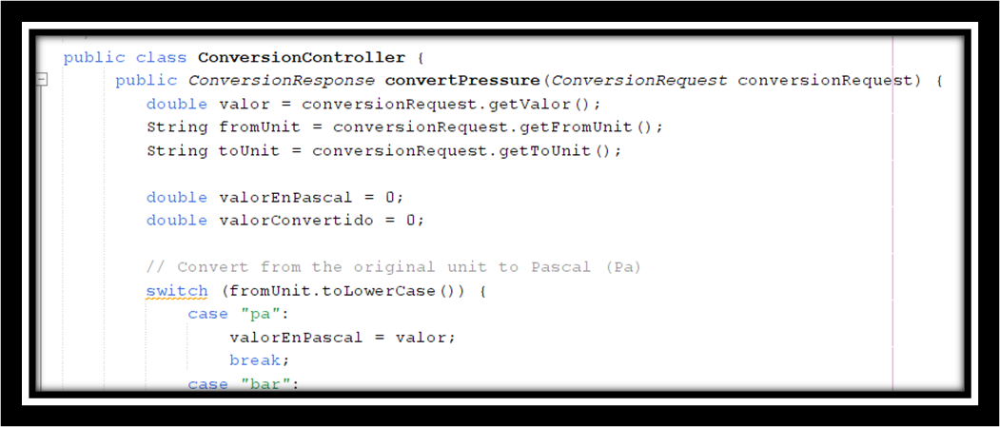 public class ConversionController {
public ConversionResponse convertPressure(ConversionRequest conversionRequest) {
double valor = conversionRequest.getValor();
String fromUnit = conversionRequest.getFromUnit();
String toUnit = conversionRequest.getToUnit();
double valorEnPascal = 0;
double valorConvertido = 0;
// Convert from the original unit to Pascal (Pa)
switch (fromUnit.toLowerCase()) {
case "pa":
valorEnPascal = valor;
break;
case "bar":